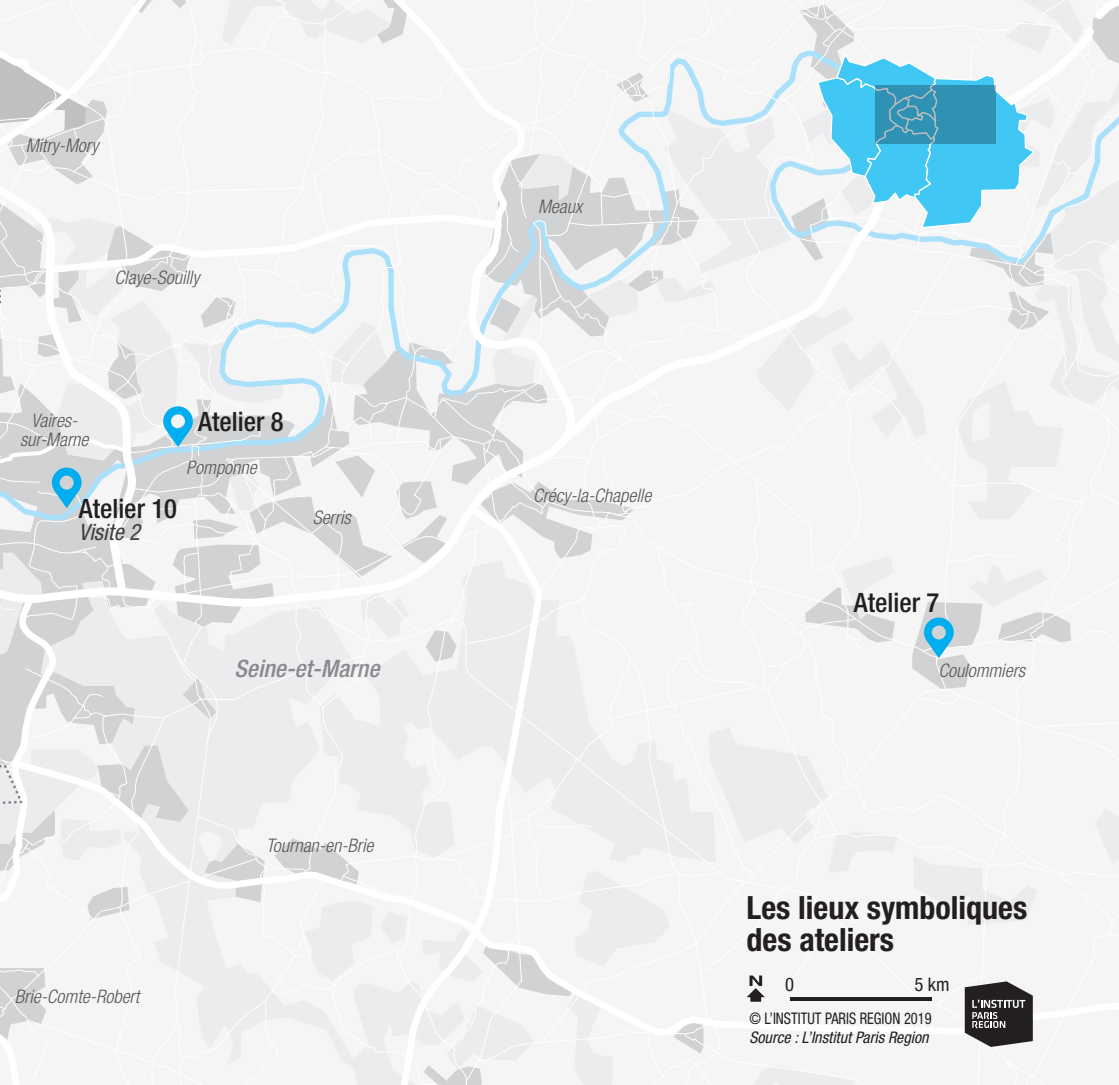 Mitry-Mory
Meaux
Claye-Souilly
Vaires-
sur-Marne
Atelier 8
Pomponne
Atelier 10
Visite 2
Serris
Crécy-la-Chapelle
Atelier 7
Coulommiers
Seine-et-Marne
Tournan-en-Brie
Brie-Comte-Robert
Les lieux symboliques
des ateliers
N 0 5 km
© L'INSTITUT PARIS REGION 2019
Source : L'Institut Paris Region
L'INSTITUT
PARIS
REGION